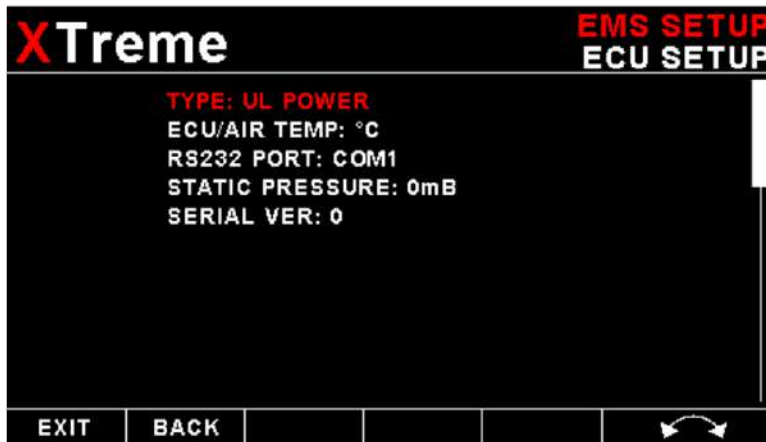 XTreme
EMS SETUP
ECU SETUP
TYPE: UL POWER
ECU/AIR TEMP: °C
RS232 PORT: COM1
STATIC PRESSURE: 0mB
SERIAL VER: 0
EXIT BACK